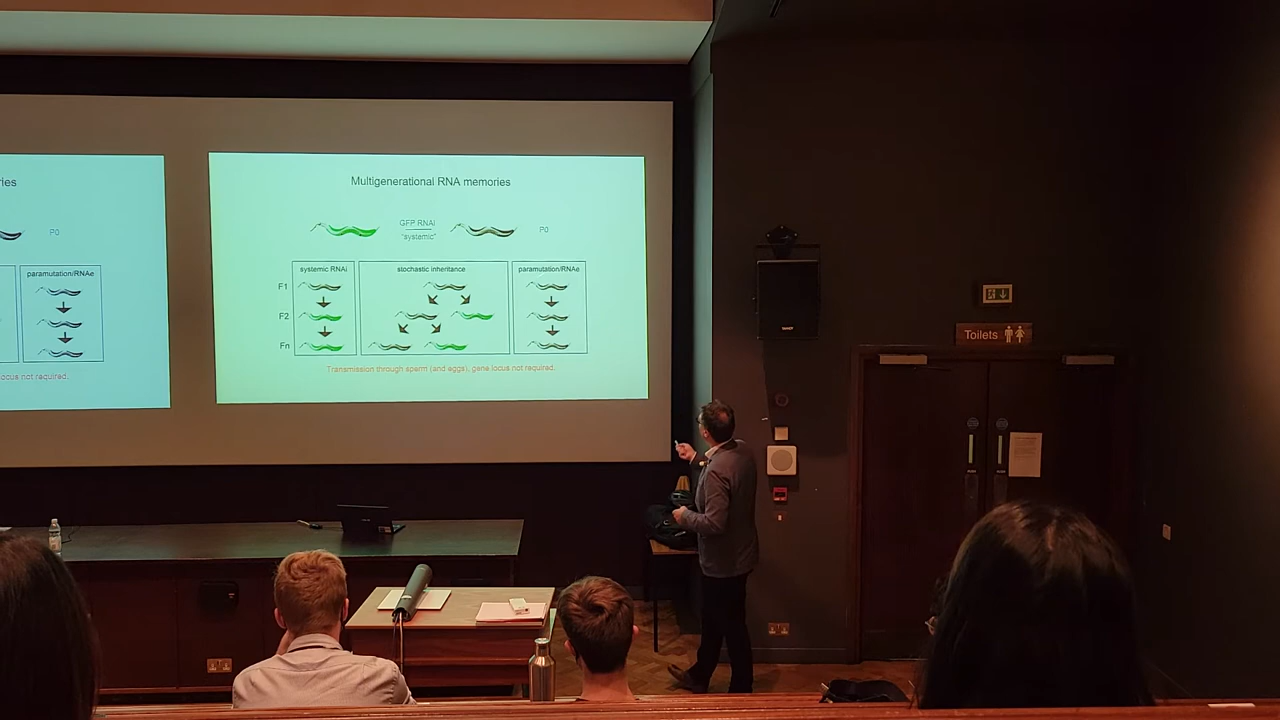 ries
P0
paramutation/RNAe
ocus not required.
Multigenerational RNA memories
GFP RNAi
"systemic"
P0
systemic RNAi
stochastic inheritance
paramutation/RNAe
F1
F2
Fn
Transmission through sperm (and eggs), gene locus not required.
Toilets